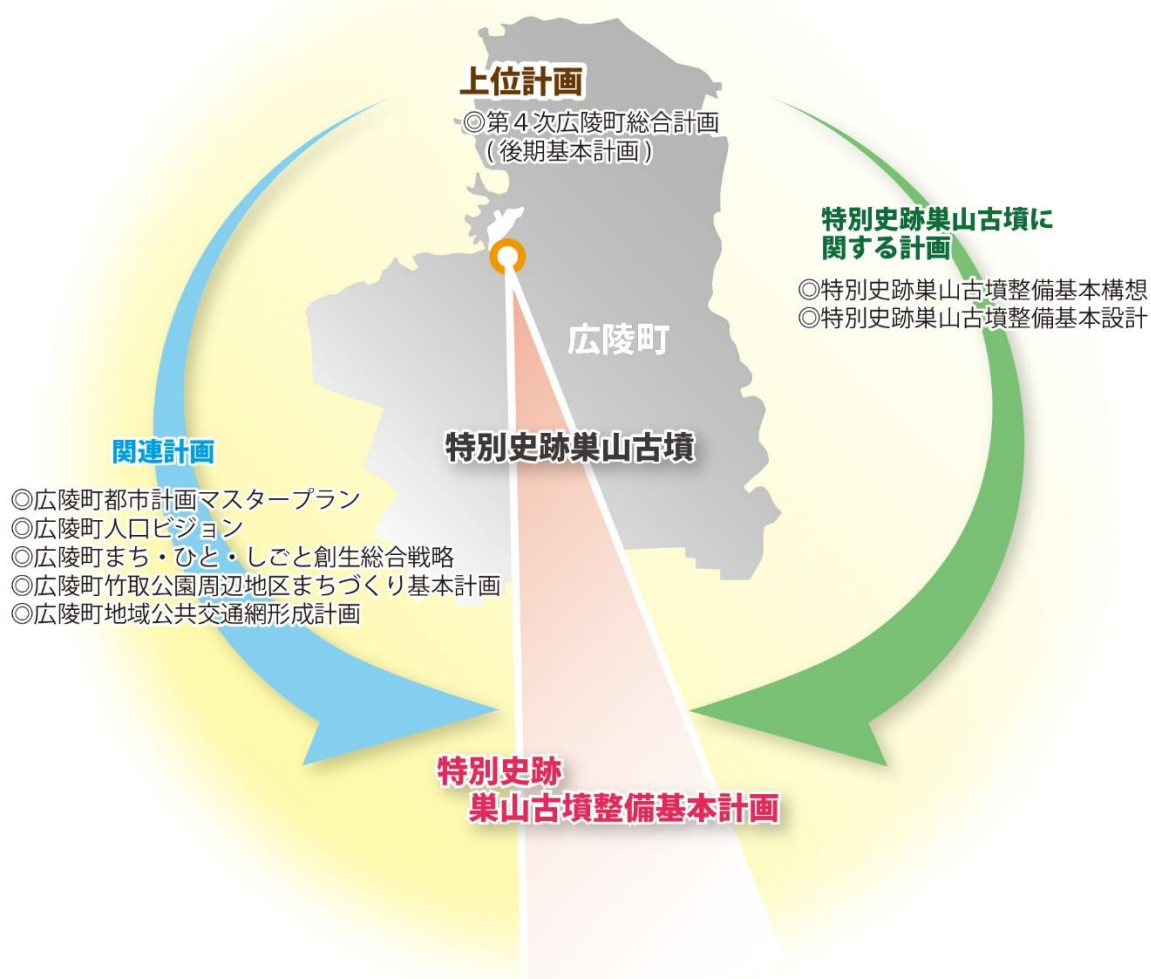 上位計画
◎第４次広陵町総合計画
(後期基本計画)
特別史跡巣山古墳に
関する計画
◎特別史跡巣山古墳整備基本構想
◎特別史跡巣山古墳整備基本設計
広陵町
特別史跡巣山古墳
関連計画
◎広陵町都市計画マスタープラン
◎広陵町人口ビジョン
◎広陵町まち・ひと・しごと創生総合戦略
◎広陵町竹取公園周辺地区まちづくり基本計画
◎広陵町地域公共交通網形成計画
特別史跡
巣山古墳整備基本計画